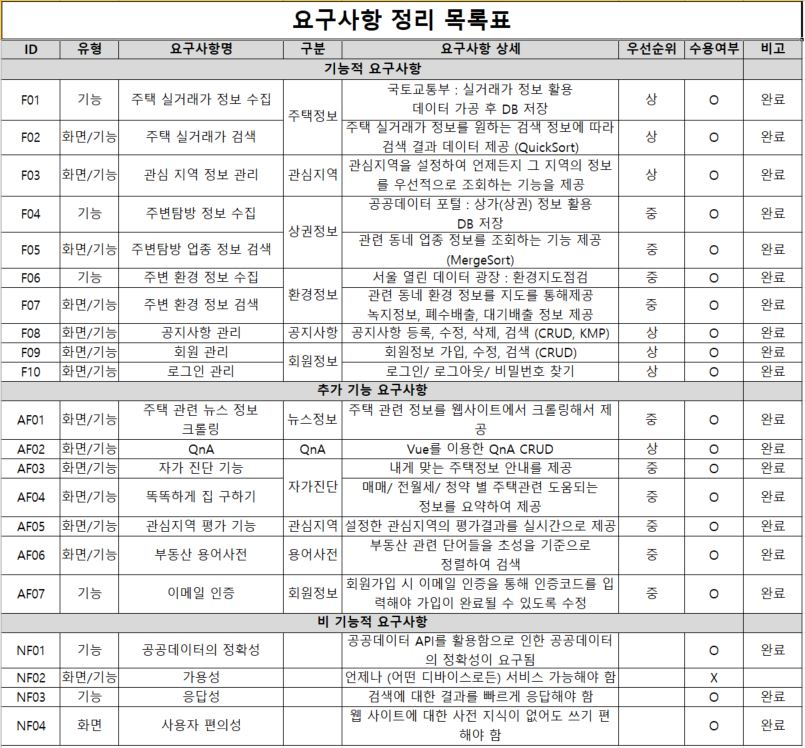 요구사항 정리 목록표
ID 유형 요구사항명 구분 요구사항 상세 우선순위 수용여부 비고
기능적 요구사항
F01 기능 주택 실거래가 정보 수집 주택정보 국토교통부 : 실거래가 정보 활용
데이터 가공 후 DB 저장 상 O 완료
F02 화면/기능 주택 실거래가 검색 주택 실거래가 정보를 원하는 검색 정보에 따라
검색 결과 데이터 제공 (QuickSort) 상 O 완료
F03 화면/기능 관심 지역 정보 관리 관심지역 관심지역을 설정하여 언제든지 그 지역의 정보
를 우선적으로 조회하는 기능을 제공 상 O 완료
F04 기능 주변탐방 정보 수집 상권정보 공공데이터 포털 : 상가(상권) 정보 활용
DB 저장 중 O 완료
F05 화면/기능 주변탐방 업종 정보 검색 관련 동네 업종 정보를 조회하는 기능 제공
(MergeSort) 중 O 완료
F06 기능 주변 환경 정보 수집 환경정보 서울 열린 데이터 광장 : 환경지도점검 중 O 완료
F07 화면/기능 주변 환경 정보 검색 관련 동네 환경 정보를 지도를 통해제공
녹지정보, 폐수배출, 대기배출 정보 제공 중 O 완료
F08 화면/기능 공지사항 관리 공지사항 공지사항 등록, 수정, 삭제, 검색 (CRUD, KMP) 상 O 완료
F09 화면/기능 회원 관리 회원정보 회원정보 가입, 수정, 검색 (CRUD) 상 O 완료
F10 화면/기능 로그인 관리 로그인/ 로그아웃/ 비밀번호 찾기 상 O 완료
추가 기능 요구사항
AF01 화면/기능 주택 관련 뉴스 정보
크롤링 뉴스정보 주택 관련 정보를 웹사이트에서 크롤링해서 제
공 중 O 완료
AF02 화면/기능 QnA QnA Vue를 이용한 QnA CRUD 상 O 완료
AF03 화면/기능 자가 진단 기능 자가진단 내게 맞는 주택정보 안내를 제공 중 O 완료
AF04 화면/기능 똑똑하게 집 구하기 매매/ 전월세/ 청약 별 주택관련 도움되는
정보를 요약하여 제공 중 O 완료
AF05 화면/기능 관심지역 평가 기능 관심지역 설정한 관심지역의 평가결과를 실시간으로 제공 중 O 완료
AF06 화면/기능 부동산 용어사전 용어사전 부동산 관련 단어들을 초성을 기준으로
정렬하여 검색 중 O 완료
AF07 기능 이메일 인증 회원정보 회원가입 시 이메일 인증을 통해 인증코드를 입
력해야 가입이 완료될 수 있도록 수정 중 O 완료
비 기능적 요구사항
NF01 기능 공공데이터의 정확성 공공데이터 API를 활용함으로 인한 공공데이터
의 정확성이 요구됨 O 완료
NF02 화면/기능 가용성 언제나 (어떤 디바이스로든) 서비스 가능해야 함 X
NF03 기능 응답성 검색에 대한 결과를 빠르게 응답해야 함 O 완료
NF04 화면 사용자 편의성 웹 사이트에 대한 사전 지식이 없어도 쓰기 편
해야 함 O 완료